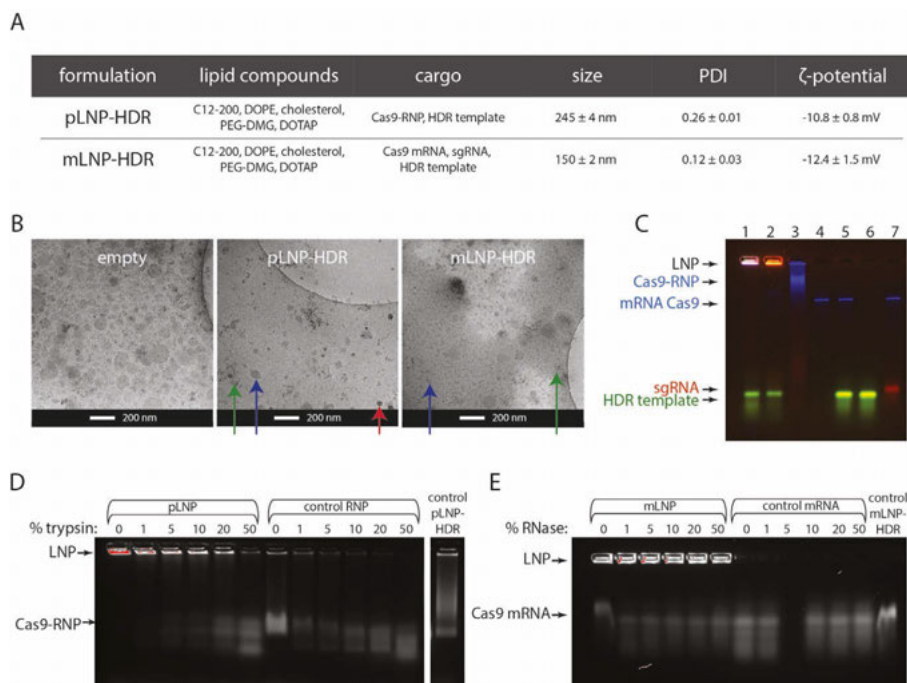 A
formulation lipid compounds cargo size PDI ζ-potential
pLNP-HDR C12-200, DOPE, cholesterol, PEG-DMG, DOTAP Cas9-RNP, HDR template 245 ± 4 nm 0.26 ± 0.01 -10.8 ± 0.8 mV
mLNP-HDR C12-200, DOPE, cholesterol, PEG-DMG, DOTAP Cas9 mRNA, sgRNA, HDR template 150 ± 2 nm 0.12 ± 0.03 -12.4 ± 1.5 mV
B
empty pLNP-HDR mLNP-HDR
200 nm 200 nm 200 nm
C
1 2 3 4 5 6 7
LNP
Cas9-RNP
mRNA Cas9
sgRNA
HDR template
D
pLNP control RNP control pLNP-HDR
% trypsin: 0 1 5 10 20 50 0 1 5 10 20 50
LNP
Cas9-RNP
E
mLNP control mRNA control mLNP-HDR
% RNase: 0 1 5 10 20 50 0 1 5 10 20 50
LNP
Cas9 mRNA